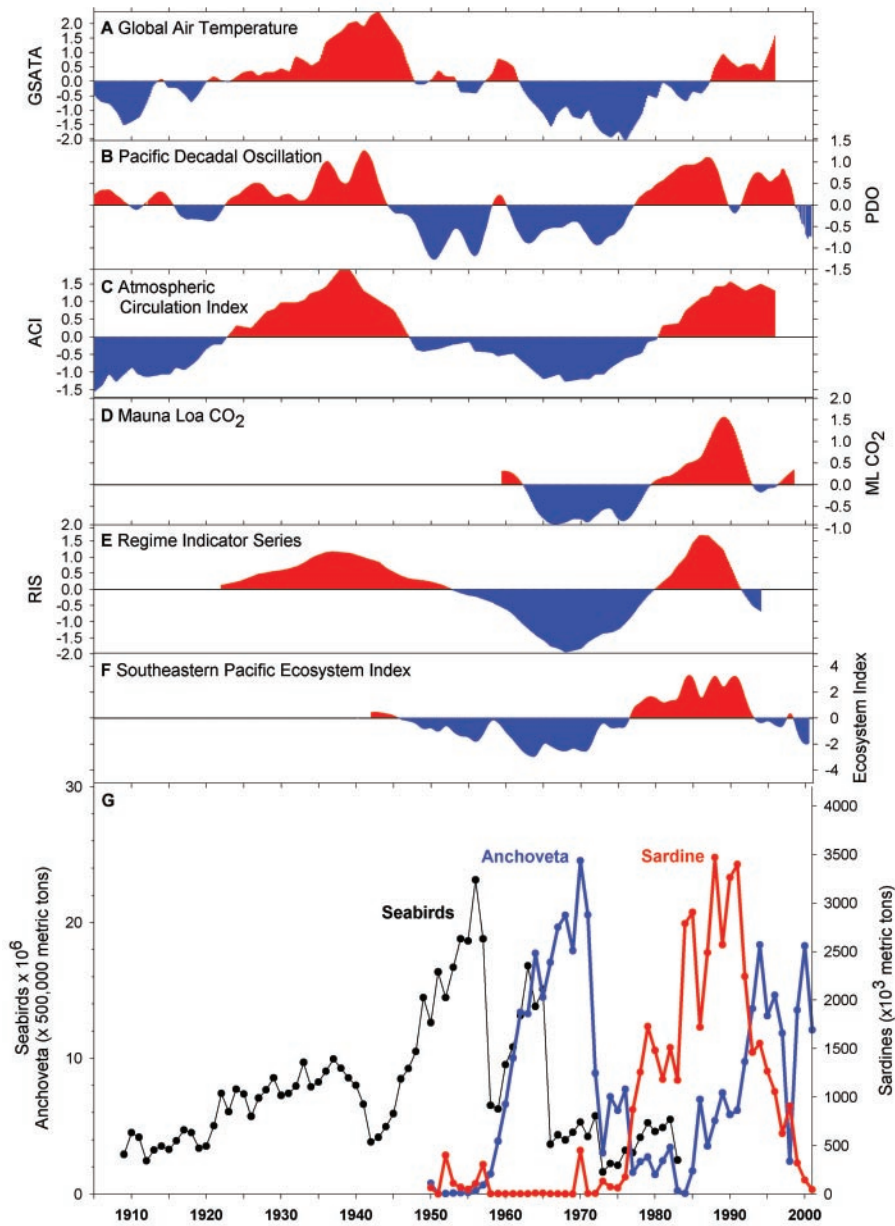 A Global Air Temperature
GSATA
2.0
1.5
1.0
0.5
0.0
-0.5
-1.0
-1.5
-2.0
B Pacific Decadal Oscillation
1.5
1.0
0.5
0.0
-0.5
-1.0
-1.5
PDO
C Atmospheric
Circulation Index
ACI
1.5
1.0
0.5
0.0
-0.5
-1.0
-1.5
D Mauna Loa CO2
2.0
1.5
1.0
0.5
0.0
-0.5
-1.0
ML CO2
E Regime Indicator Series
RIS
2.0
1.5
1.0
0.5
0.0
-0.5
-1.0
-1.5
-2.0
F Southeastern Pacific Ecosystem Index
4
2
0
-2
-4
Ecosystem Index
G
Seabirds x 10^6
Anchoveta (x 500,000 metric tons)
30
20
10
0
Seabirds
Anchoveta
Sardine
4000
3500
3000
2500
2000
1500
1000
500
0
Sardines (x10^3 metric tons)
1910 1920 1930 1940 1950 1960 1970 1980 1990 2000